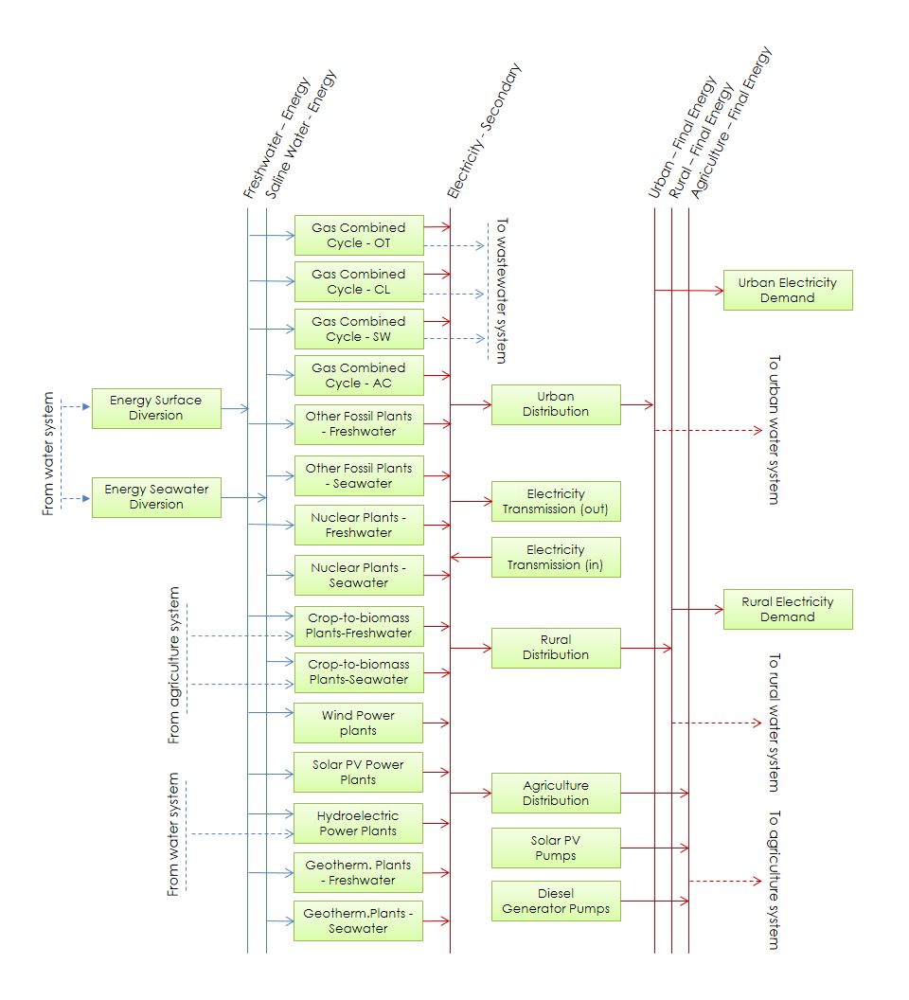 Freshwater – Energy
Saline Water - Energy
Electricity - Secondary
Urban – Final Energy
Rural – Final Energy
Agriculture – Final Energy
From water system
Energy Surface
Diversion
Energy Seawater
Diversion
From agriculture system
From water system
Gas Combined
Cycle - OT
Gas Combined
Cycle - CL
Gas Combined
Cycle - SW
Gas Combined
Cycle - AC
Other Fossil Plants
- Freshwater
Other Fossil Plants
- Seawater
Nuclear Plants -
Freshwater
Nuclear Plants -
Seawater
Crop-to-biomass
Plants-Freshwater
Crop-to-biomass
Plants-Seawater
Wind Power
plants
Solar PV Power
Plants
Hydroelectric
Power Plants
Geotherm. Plants
- Freshwater
Geotherm.Plants -
Seawater
To wastewater system
Urban
Distribution
Electricity
Transmission (out)
Electricity
Transmission (in)
Rural
Distribution
Agriculture
Distribution
Solar PV
Pumps
Diesel
Generator Pumps
Urban Electricity
Demand
To urban water system
Rural Electricity
Demand
To rural water system
To agriculture system